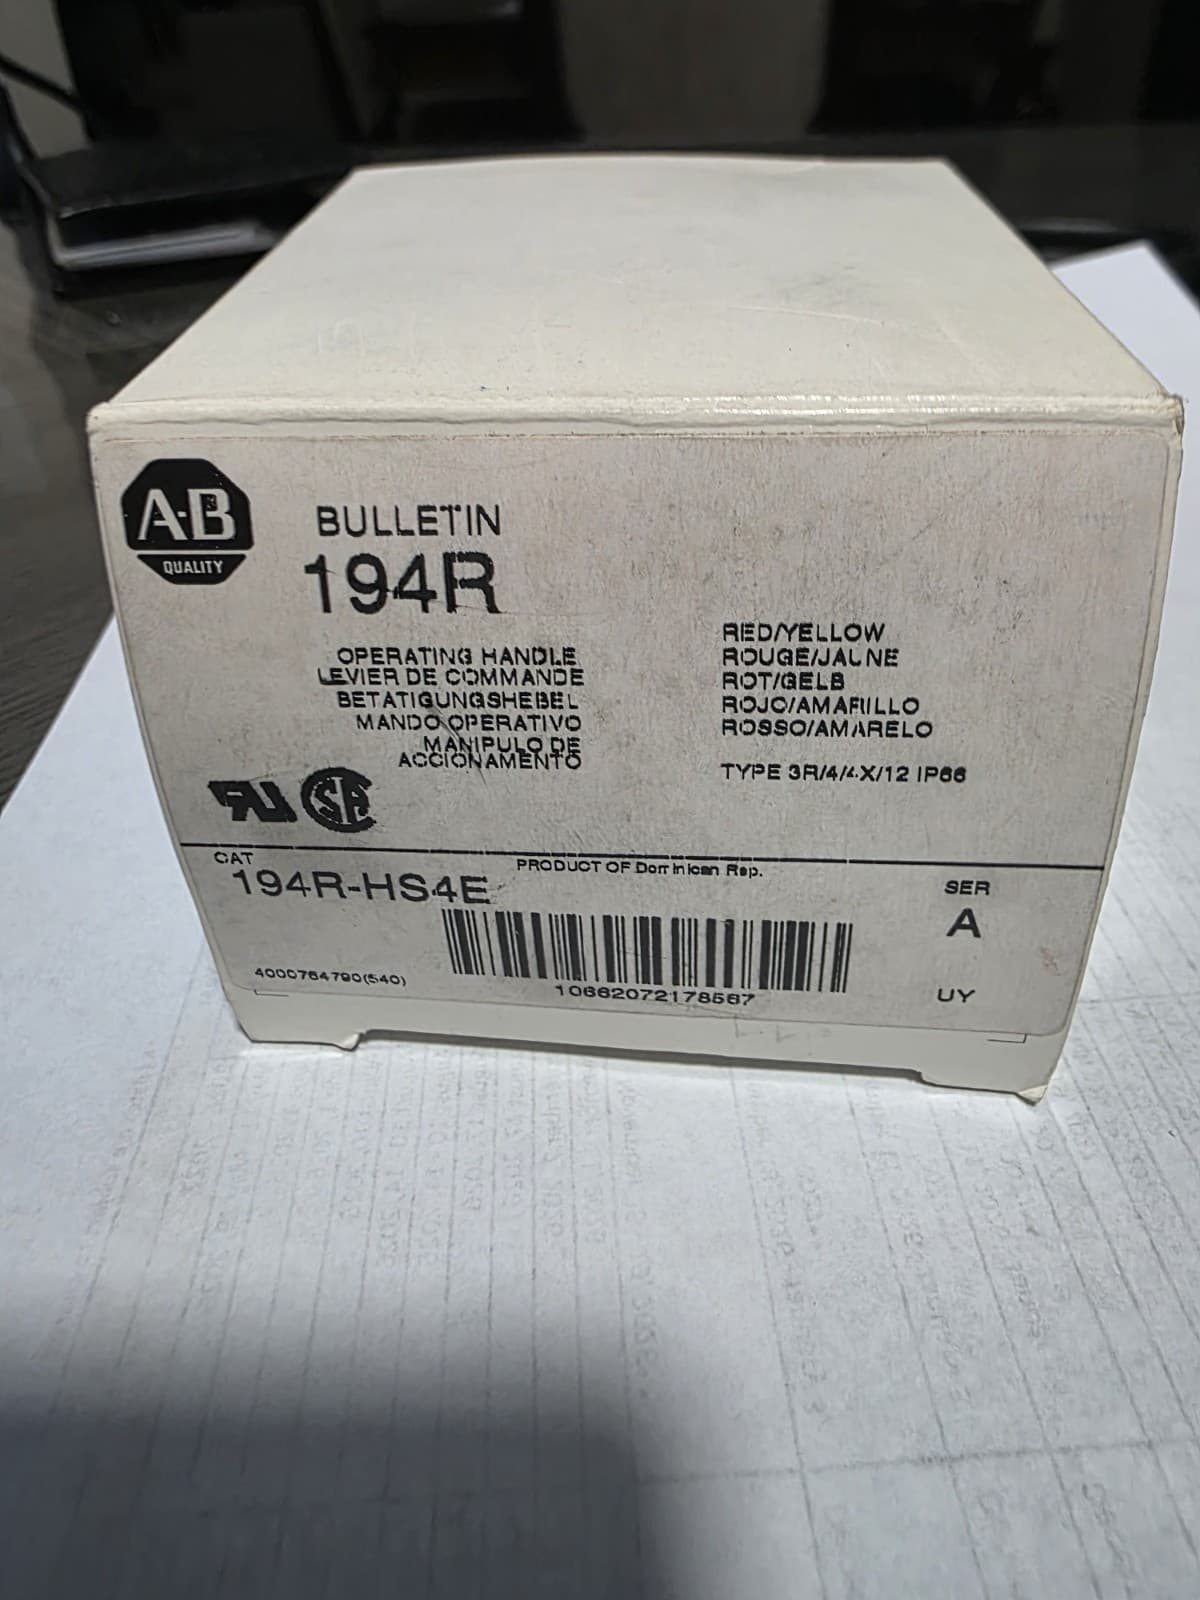 A-B
QUALITY
BULLETIN
194R
OPERATING HANDLE
LEVIER DE COMMANDE
BETATIGUNGSHEBEL
MANDO OPERATIVO
MANIPULO DE
ACCIONAMENTO
RED/YELLOW
ROUGE/JAUNE
ROT/GELB
ROJO/AMARILLO
ROSSO/AMARELO
TYPE 3R/4/4X/12 IP66
CAT
194R-HS4E
PRODUCT OF Dominican Rep.
SER
A
4000764790(540)
10662072178567
UY